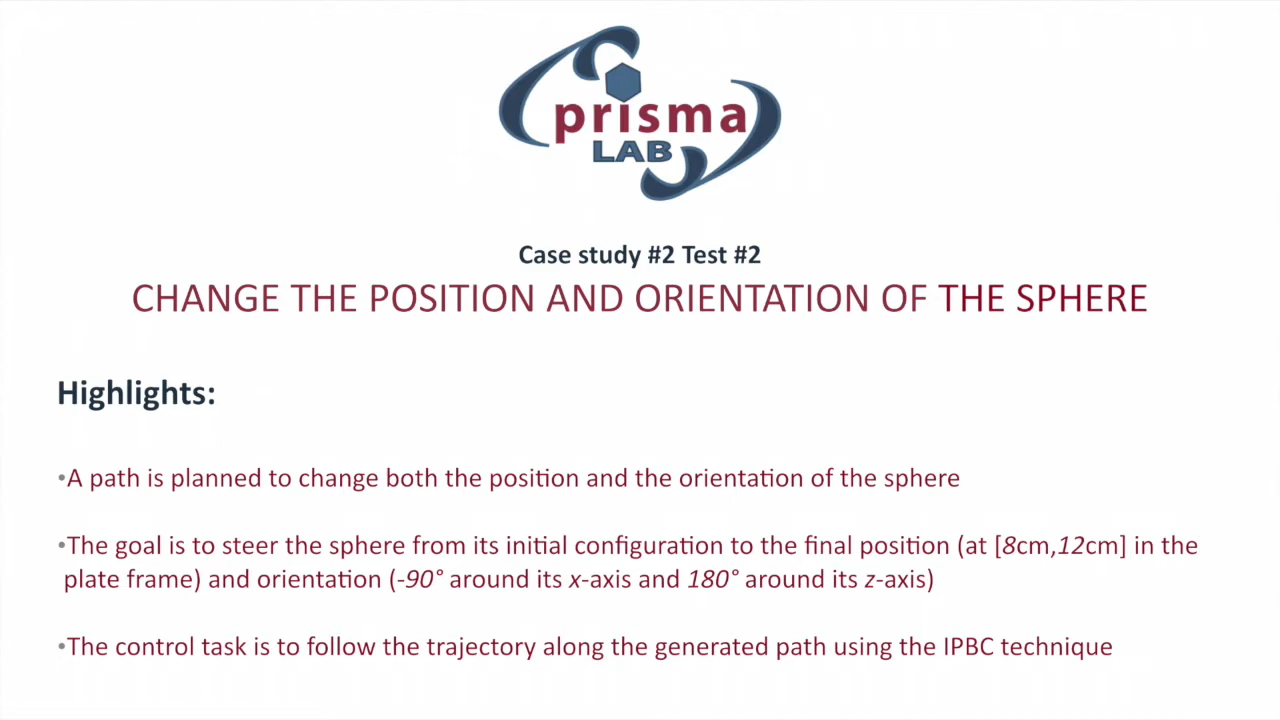 prisma
LAB
Case study #2 Test #2
CHANGE THE POSITION AND ORIENTATION OF THE SPHERE
Highlights:
•A path is planned to change both the position and the orientation of the sphere
•The goal is to steer the sphere from its initial configuration to the final position (at [8cm,12cm] in the
plate frame) and orientation (-90° around its x-axis and 180° around its z-axis)
•The control task is to follow the trajectory along the generated path using the IPBC technique